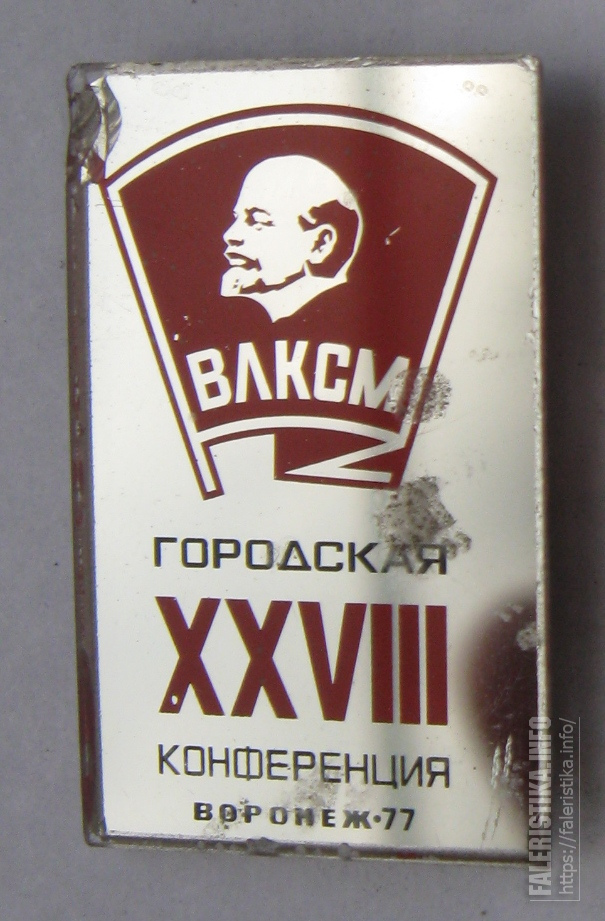 ВЛКСМ
ГОРОДСКАЯ
XXVIII
КОНФЕРЕНЦИЯ
ВОРОНЕЖ·77
FALERISTIKA.INFO
https://faleristika.info/